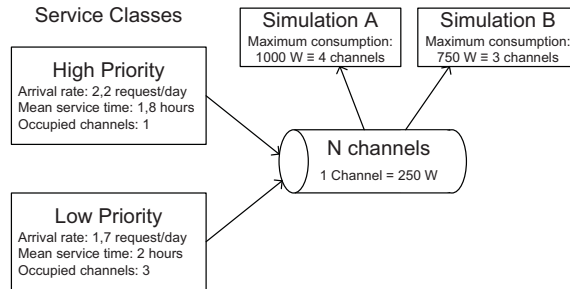 Service Classes
High Priority
Arrival rate: 2,2 request/day
Mean service time: 1,8 hours
Occupied channels: 1
Low Priority
Arrival rate: 1,7 request/day
Mean service time: 2 hours
Occupied channels: 3
Simulation A
Maximum consumption:
1000 W ≡ 4 channels
Simulation B
Maximum consumption:
750 W ≡ 3 channels
N channels
1 Channel = 250 W